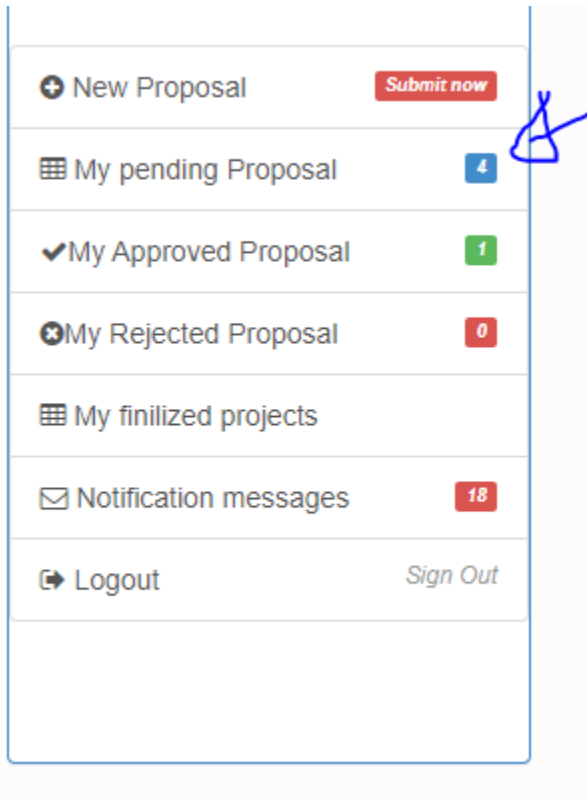 New Proposal Submit now
My pending Proposal 4
My Approved Proposal 1
My Rejected Proposal 0
My finilized projects
Notification messages 18
Logout Sign Out